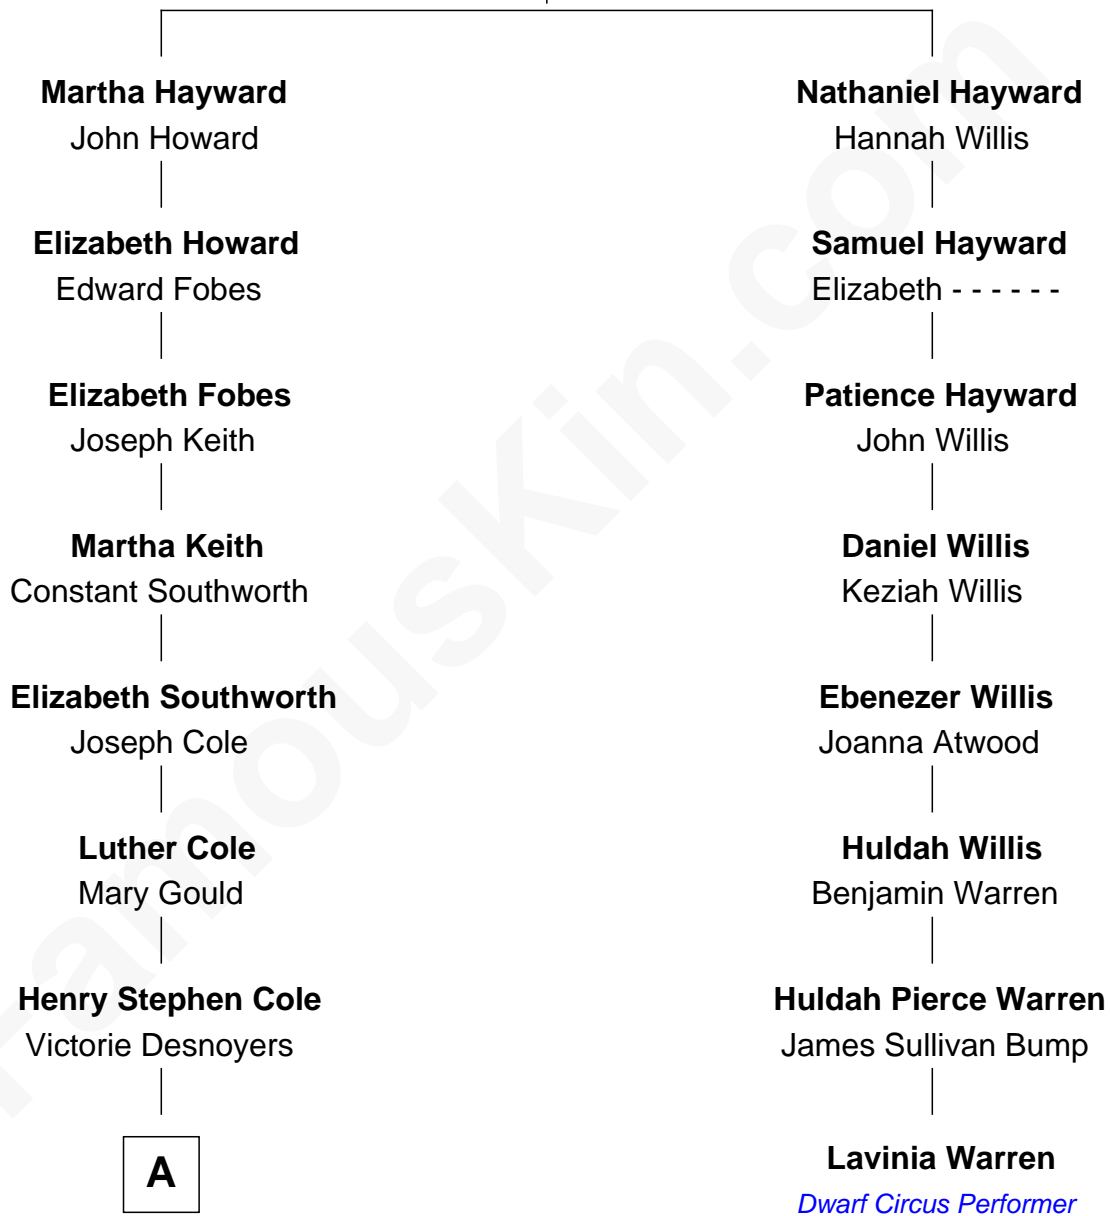 Martha Hayward
John Howard
Nathaniel Hayward
Hannah Willis
Elizabeth Howard
Edward Fobes
Samuel Hayward
Elizabeth - - - - - -
Elizabeth Fobes
Joseph Keith
Patience Hayward
John Willis
Martha Keith
Constant Southworth
Daniel Willis
Keziah Willis
Elizabeth Southworth
Joseph Cole
Ebenezer Willis
Joanna Atwood
Luther Cole
Mary Gould
Huldah Willis
Benjamin Warren
Henry Stephen Cole
Victorie Desnoyers
Huldah Pierce Warren
James Sullivan Bump
A
Lavinia Warren
Dwarf Circus Performer
FamousKin.com